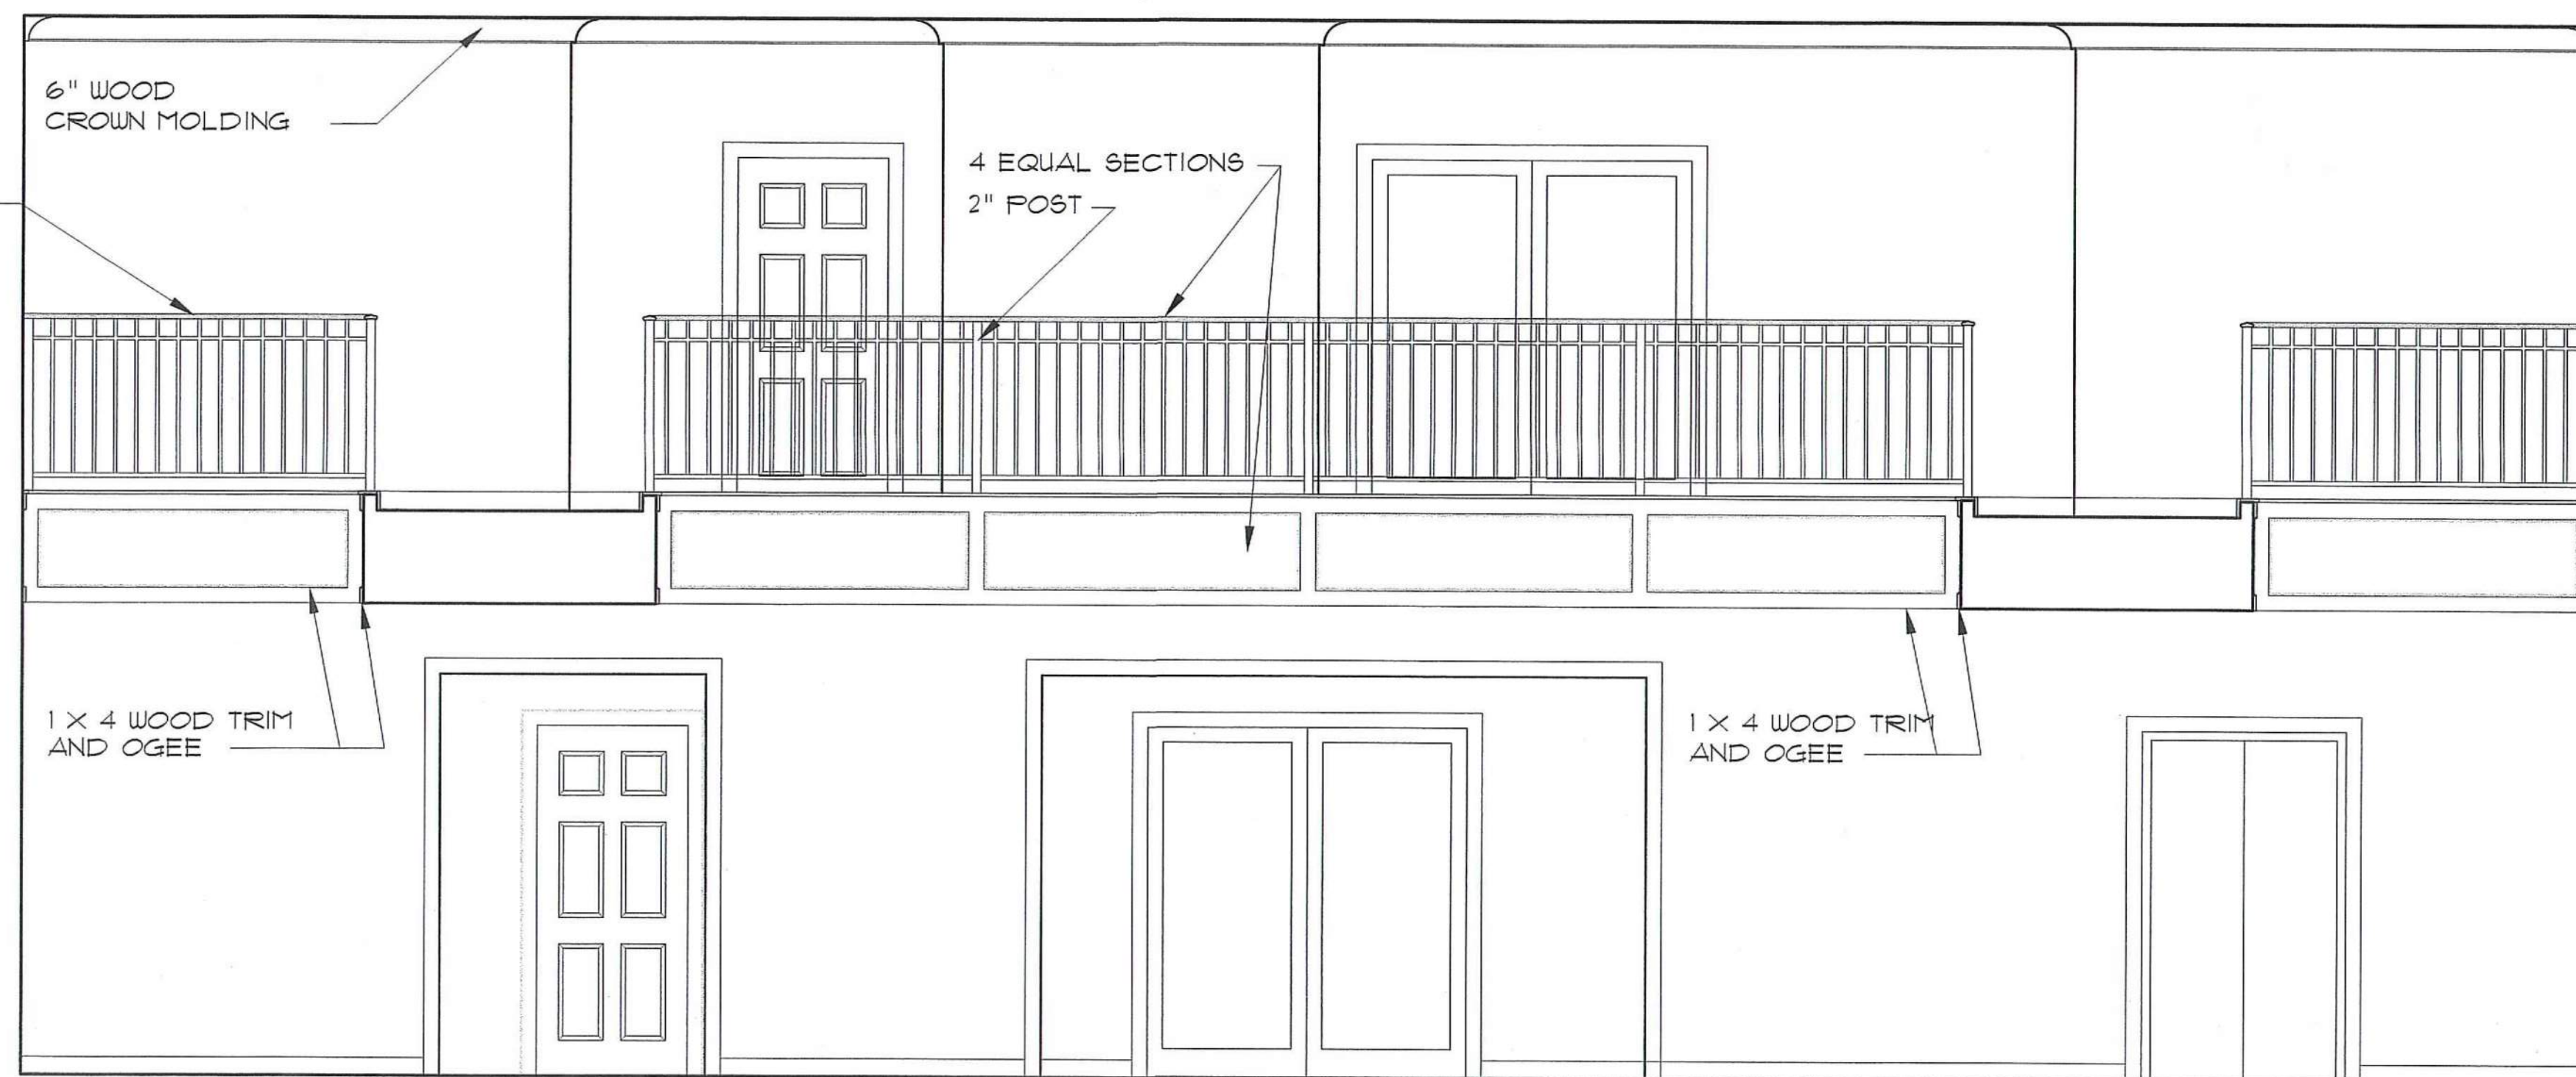 6" WOOD
CROWN MOLDING
4 EQUAL SECTIONS
2" POST
1 X 4 WOOD TRIM
AND OGEE
1 X 4 WOOD TRIM
AND OGEE